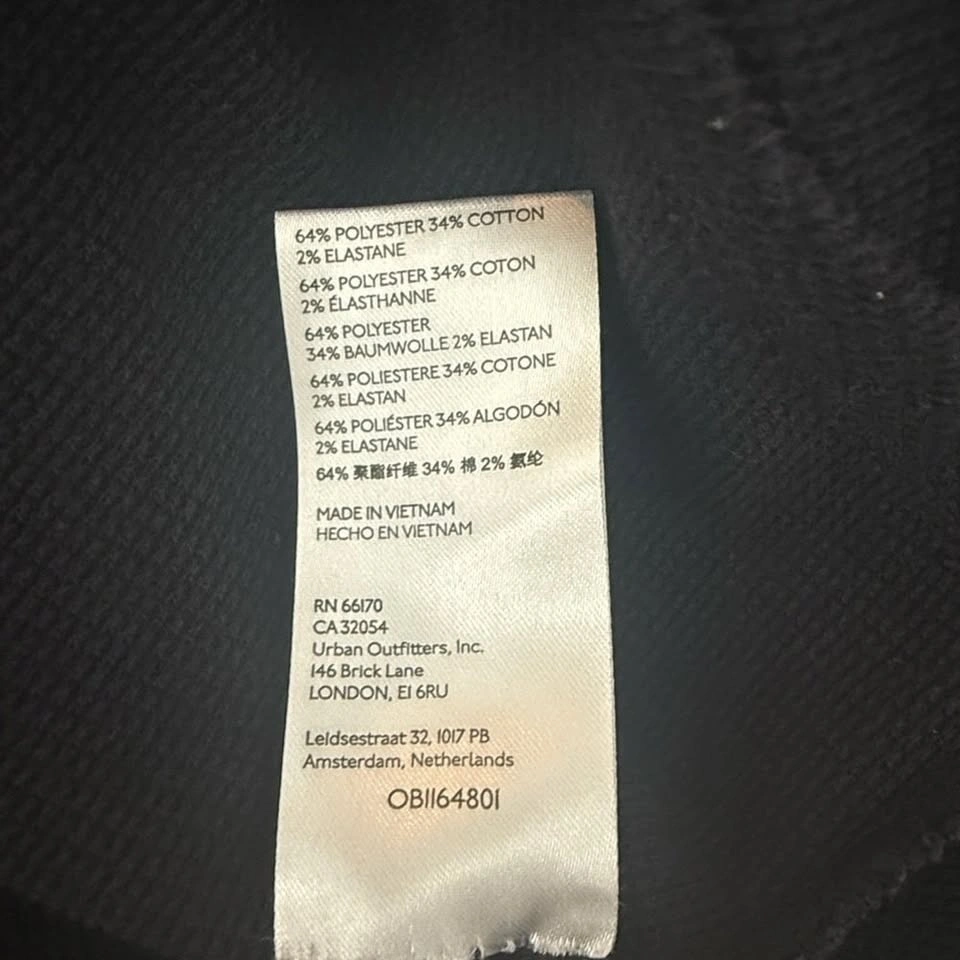 64% POLYESTER 34% COTTON
2% ELASTANE
64% POLYESTER 34% COTON
2% ÉLASTHANNE
64% POLYESTER
34% BAUMWOLLE 2% ELASTAN
64% POLIESTERE 34% COTONE
2% ELASTAN
64% POLIÉSTER 34% ALGODÓN
2% ELASTANE
64% 聚酯纤维 34% 棉 2% 氨纶
MADE IN VIETNAM
HECHO EN VIETNAM
RN 66170
CA 32054
Urban Outfitters, Inc.
146 Brick Lane
LONDON, E1 6RU
Leidsestraat 32, 1017 PB
Amsterdam, Netherlands
OB1164801